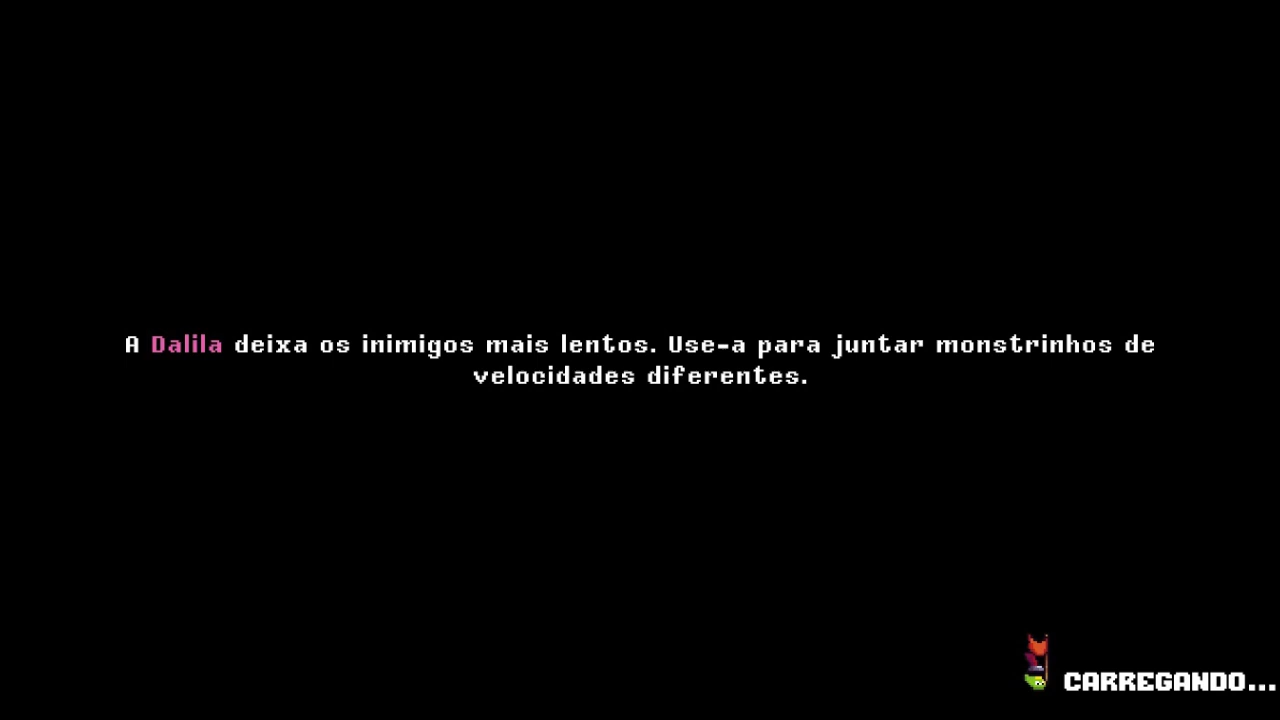 A Dalila deixa os inimigos mais lentos. Use-a para juntar monstrinhos de
velocidades diferentes.
CARREGANDO...